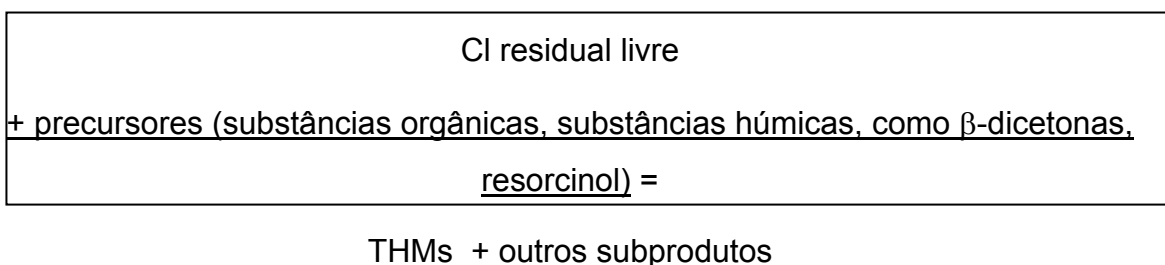 Cl residual livre
+ precursores (substâncias orgânicas, substâncias húmicas, como β-dicetonas,
resorcinol) =
THMs + outros subprodutos